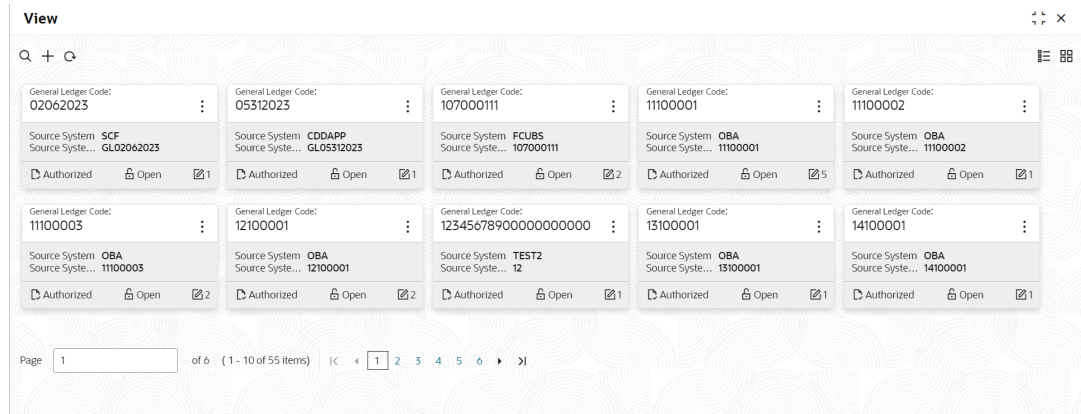 View
General Ledger Code:
02062023
Source System SCF
Source Syste... GL02062023
Authorized Open 1
General Ledger Code:
05312023
Source System CDDAPP
Source Syste... GL05312023
Authorized Open 1
General Ledger Code:
107000111
Source System FCUBS
Source Syste... 107000111
Authorized Open 2
General Ledger Code:
11100001
Source System OBA
Source Syste... 11100001
Authorized Open 5
General Ledger Code:
11100002
Source System OBA
Source Syste... 11100002
Authorized Open 1
General Ledger Code:
11100003
Source System OBA
Source Syste... 11100003
Authorized Open 2
General Ledger Code:
12100001
Source System OBA
Source Syste... 12100001
Authorized Open 2
General Ledger Code:
12345678900000000000
Source System TEST2
Source Syste... 12
Authorized Open 1
General Ledger Code:
13100001
Source System OBA
Source Syste... 13100001
Authorized Open 1
General Ledger Code:
14100001
Source System OBA
Source Syste... 14100001
Authorized Open 1
Page 1 of 6 ( 1 - 10 of 55 items) 1 2 3 4 5 6